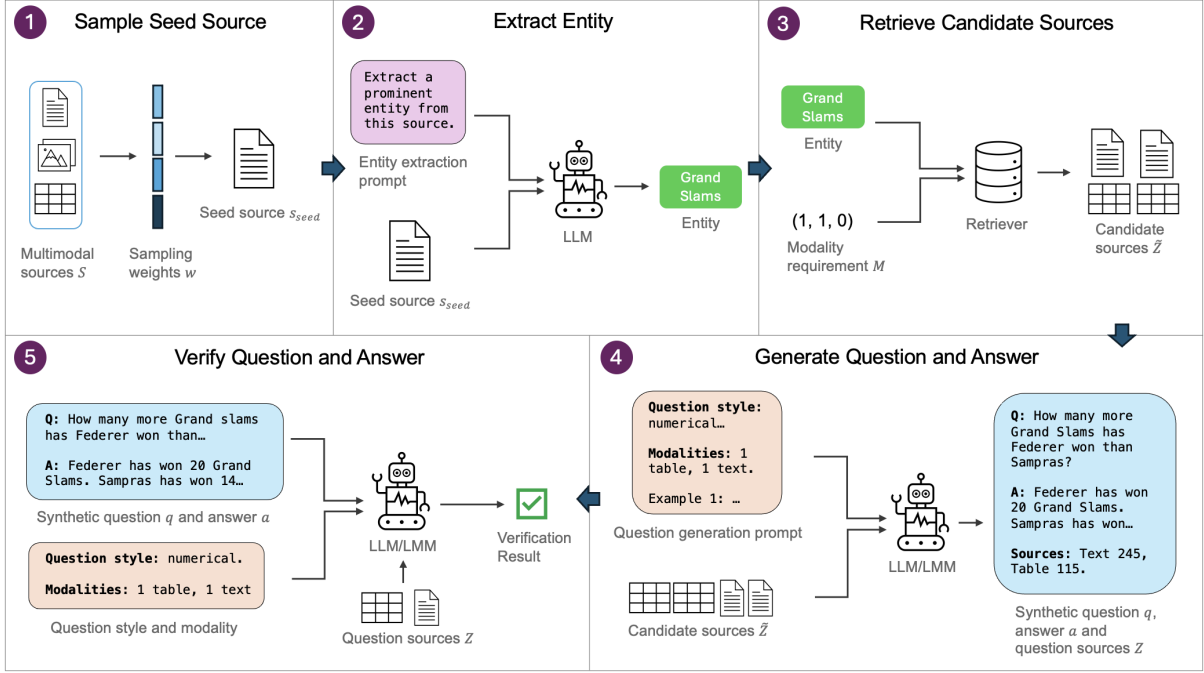 1
Sample Seed Source
Multimodal
sources S
Sampling
weights w
Seed source s_seed
2
Extract Entity
Extract a
prominent
entity from
this source.
Entity extraction
prompt
Seed source s_seed
LLM
Grand
Slams
Entity
3
Retrieve Candidate Sources
Grand
Slams
Entity
(1, 1, 0)
Modality
requirement M
Retriever
Candidate
sources Z̃
5
Verify Question and Answer
Q: How many more Grand slams
has Federer won than…
A: Federer has won 20 Grand
Slams. Sampras has won 14…
Synthetic question q and answer a
Question style: numerical.
Modalities: 1 table, 1 text
Question style and modality
LLM/LMM
Question sources Z
Verification
Result
4
Generate Question and Answer
Question style:
numerical…
Modalities: 1
table, 1 text.
Example 1: …
Question generation prompt
Candidate sources Z̃
LLM/LMM
Q: How many more
Grand Slams has
Federer won than
Sampras?
A: Federer has won
20 Grand Slams.
Sampras has won…
Sources: Text 245,
Table 115.
Synthetic question q,
answer a and
question sources Z